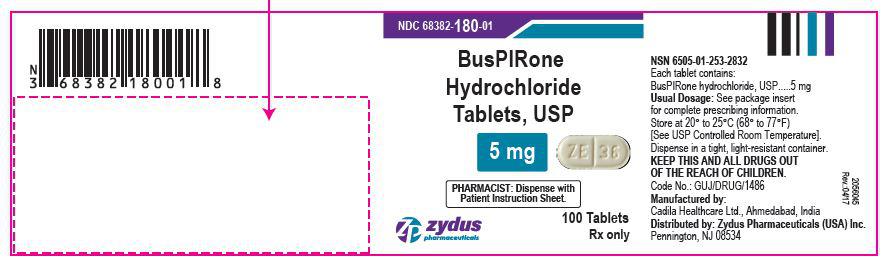 N
3 68382 18001 8
NDC 68382-180-01
BusPIRone
Hydrochloride
Tablets, USP
5 mg
ZE 36
PHARMACIST: Dispense with
Patient Instruction Sheet.
zydus
pharmaceuticals
100 Tablets
Rx only
NSN 6505-01-253-2832
Each tablet contains:
BusPIRone hydrochloride, USP.....5 mg
Usual Dosage: See package insert
for complete prescribing information.
Store at 20° to 25°C (68° to 77°F)
[See USP Controlled Room Temperature].
Dispense in a tight, light-resistant container.
KEEP THIS AND ALL DRUGS OUT
OF THE REACH OF CHILDREN.
Code No.: GUJ/DRUG/1486
Manufactured by:
Cadila Healthcare Ltd., Ahmedabad, India
Distributed by: Zydus Pharmaceuticals (USA) Inc.
Pennington, NJ 08534
2056045
Rev.:04/17